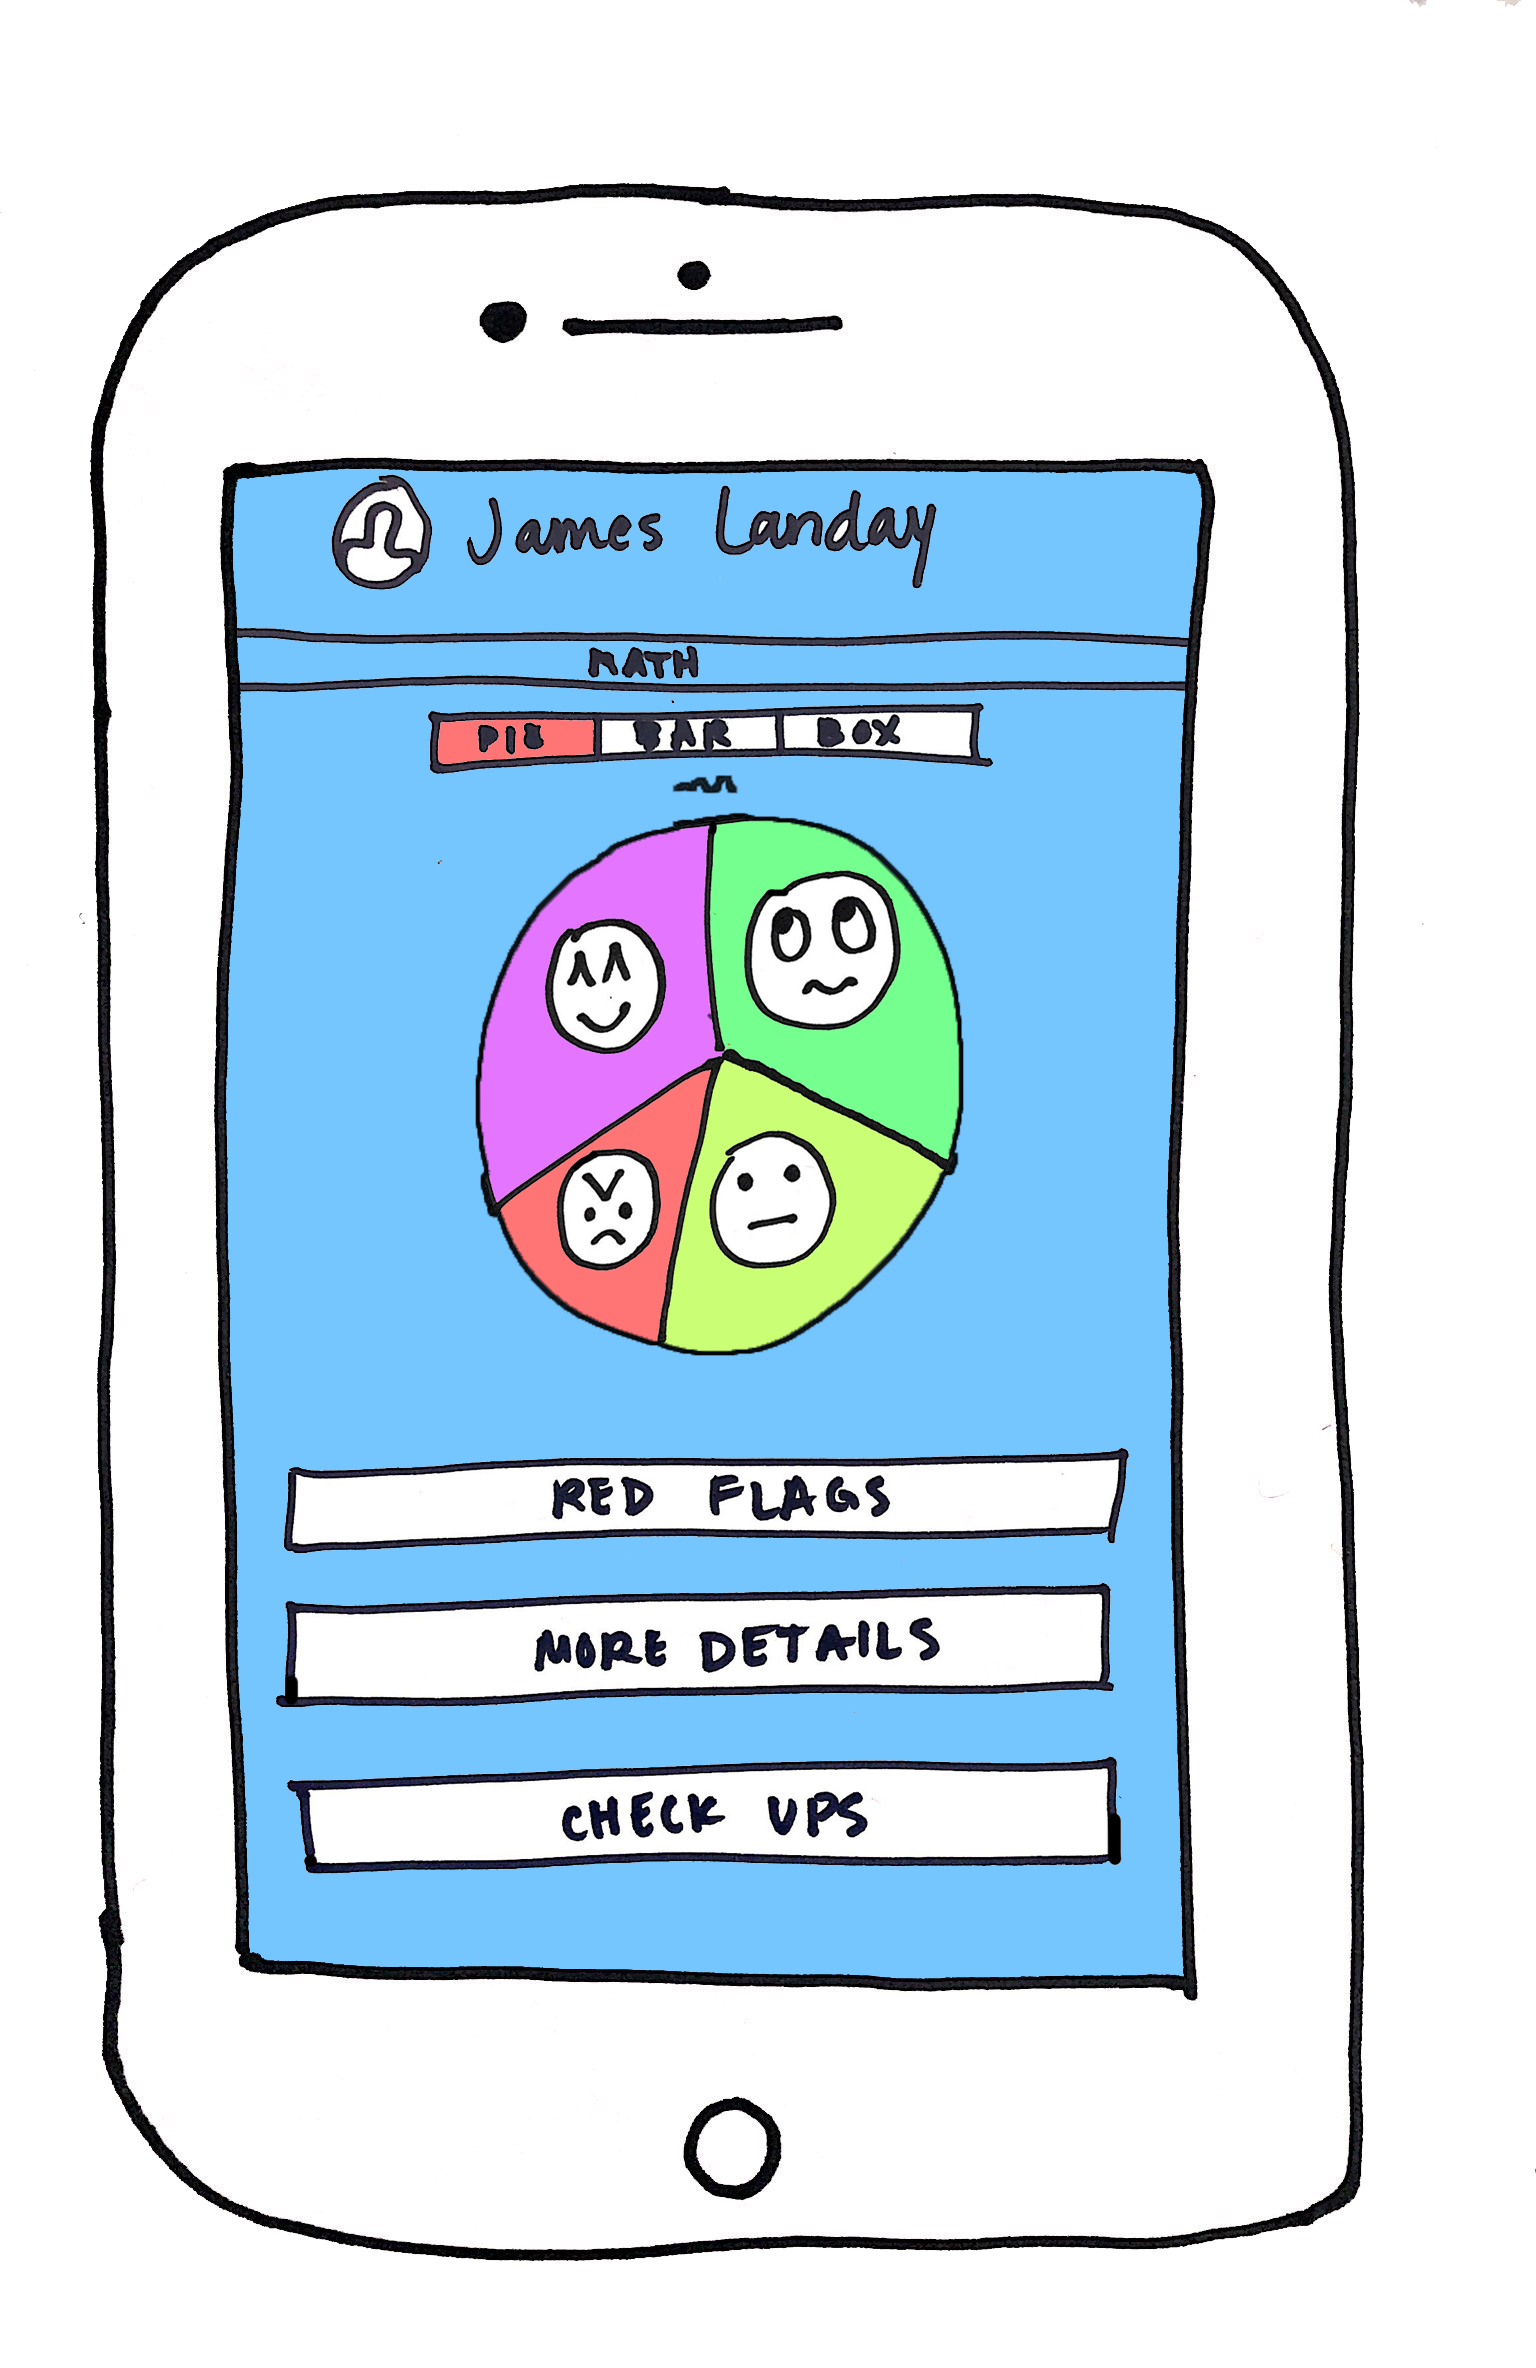 James Landay
MATH
PIE BAR BOX
RED FLAGS
MORE DETAILS
CHECK UPS